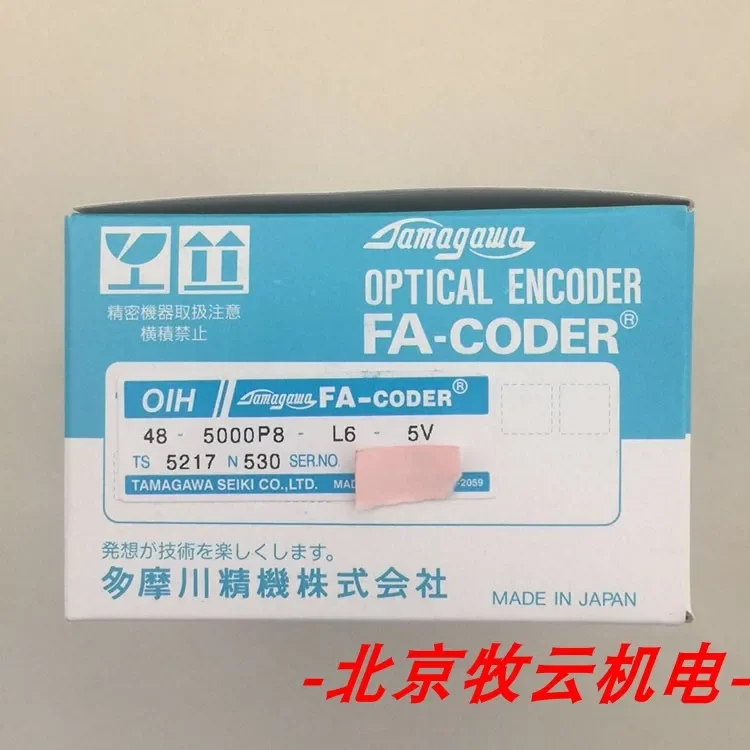 Tamagawa
OPTICAL ENCODER
FA-CODER®
精密機器取扱注意
横積禁止
OIH // Tamagawa FA-CODER®
48 - 5000P8 - L6 - 5V
TS 5217 N 530 SER.NO
TAMAGAWA SEIKI CO.,LTD. MAD -2059
発想が技術を楽しくします。
多摩川精機株式会社
MADE IN JAPAN
-北京牧云机电-